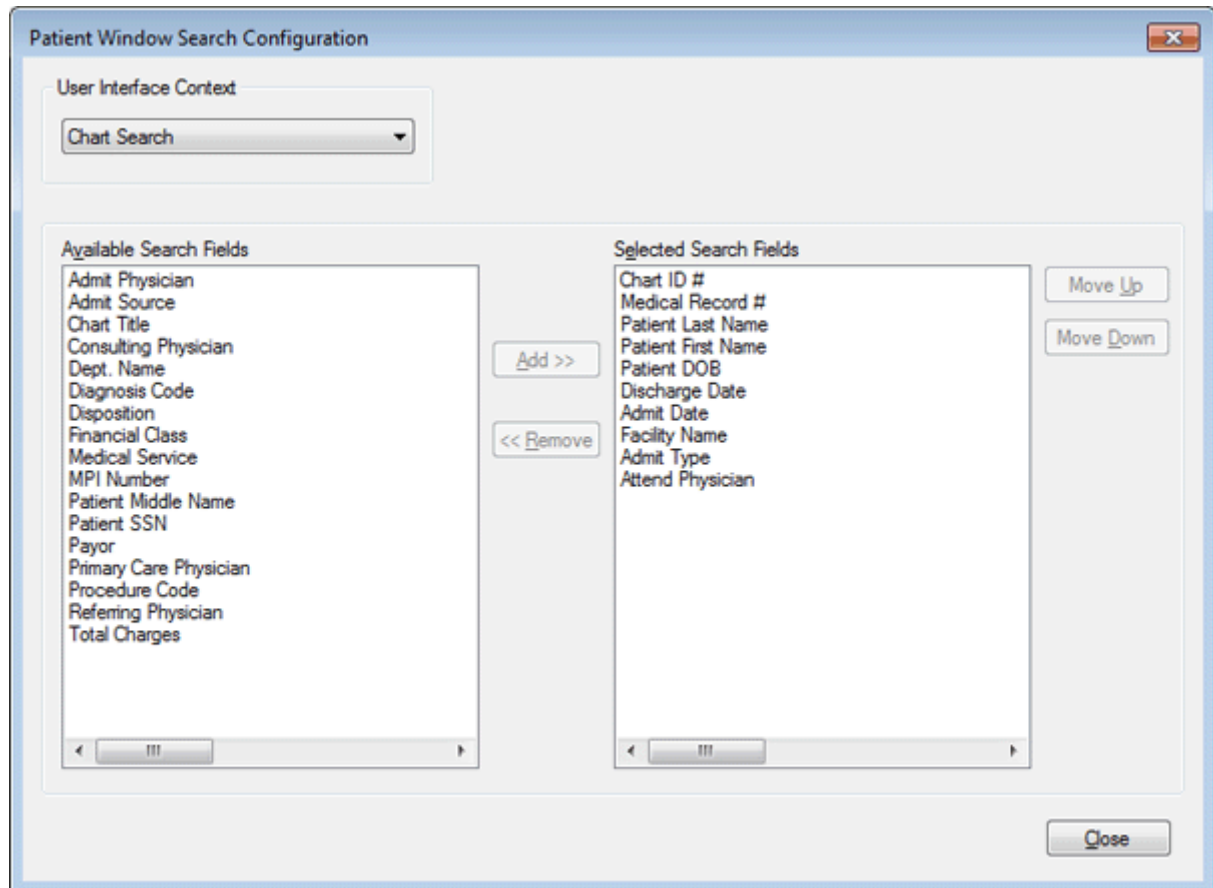 Patient Window Search Configuration
User Interface Context
Chart Search
Available Search Fields
Admit Physician
Admit Source
Chart Title
Consulting Physician
Dept. Name
Diagnosis Code
Disposition
Financial Class
Medical Service
MPI Number
Patient Middle Name
Patient SSN
Payor
Primary Care Physician
Procedure Code
Referring Physician
Total Charges
Add >>
<< Remove
Selected Search Fields
Chart ID #
Medical Record #
Patient Last Name
Patient First Name
Patient DOB
Discharge Date
Admit Date
Facility Name
Admit Type
Attend Physician
Move Up
Move Down
Close